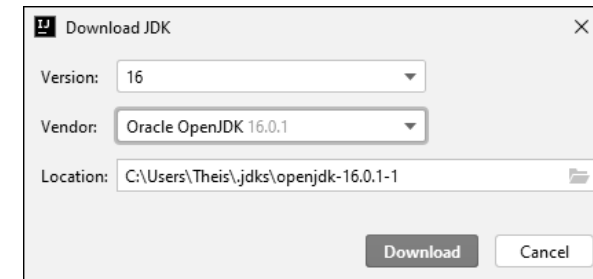 IJ Download JDK
Version: 16
Vendor: Oracle OpenJDK 16.0.1
Location: C:\Users\Theis\.jdks\openjdk-16.0.1-1
Download Cancel